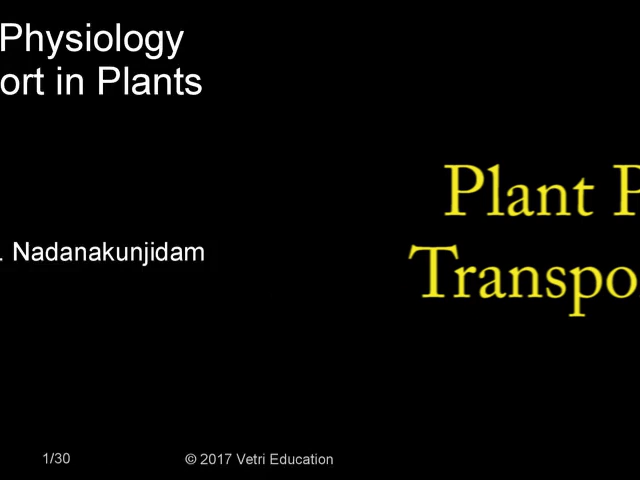 Physiology
ort in Plants
. Nadanakunjidam
Plant P
Transpo
1/30
© 2017 Vetri Education